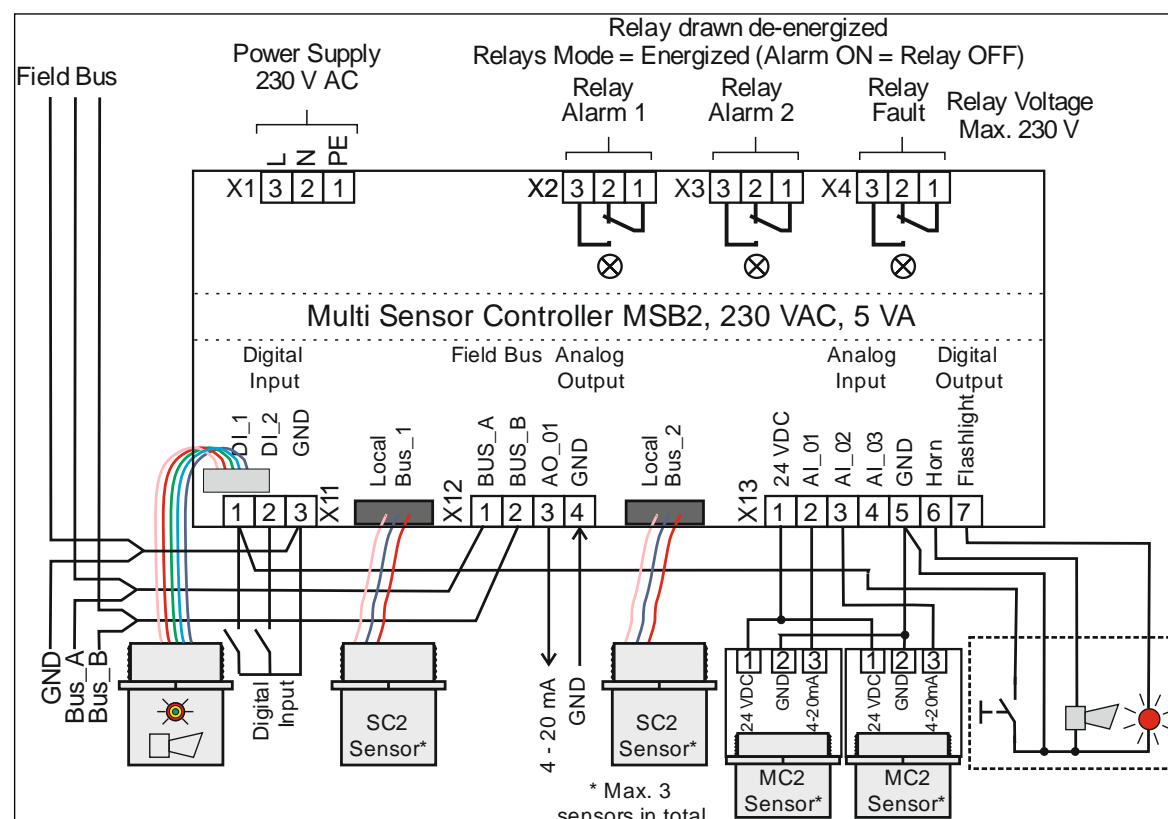 Relay drawn de-energized
Relays Mode = Energized (Alarm ON = Relay OFF)
Field Bus
Power Supply
230 V AC
Relay
Alarm 1
Relay
Alarm 2
Relay
Fault
Relay Voltage
Max. 230 V
L
N
PE
X1 3 2 1
X2 3 2 1
X3 3 2 1
X4 3 2 1
Multi Sensor Controller MSB2, 230 VAC, 5 VA
Digital
Input
Field Bus
Analog
Output
Analog
Input
Digital
Output
DI_1
DI_2
GND
Local
Bus_1
BUS_A
BUS_B
AO_01
GND
Local
Bus_2
24 VDC
AI_01
AI_02
AI_03
GND
Horn
Flashlight
1 2 3 X11
X12 1 2 3 4
X13 1 2 3 4 5 6 7
GND
Bus_A
Bus_B
Digital
Input
SC2
Sensor*
4 - 20 mA
GND
SC2
Sensor*
* Max. 3
sensors in total
1 2 3
24 VDC
GND
4-20mA
MC2
Sensor*
1 2 3
24 VDC
GND
4-20mA
MC2
Sensor*